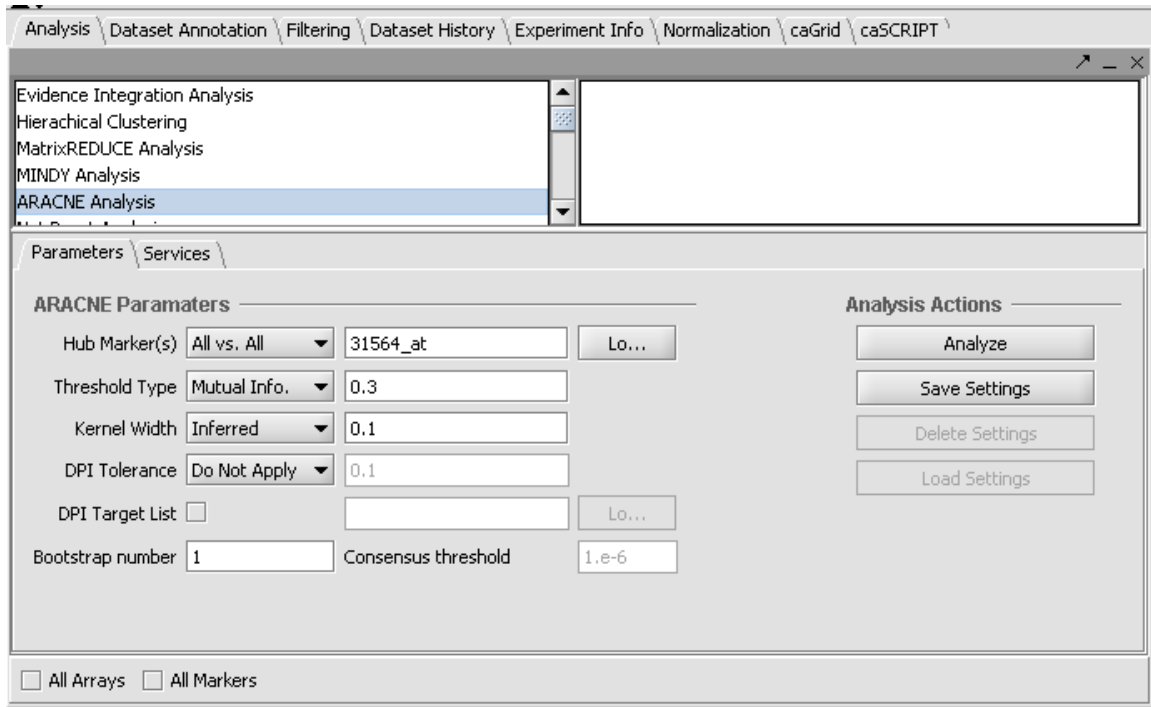 Analysis Dataset Annotation Filtering Dataset History Experiment Info Normalization caGrid caSCRIPT
Evidence Integration Analysis
Hierachical Clustering
MatrixREDUCE Analysis
MINDY Analysis
ARACNE Analysis
Parameters Services
ARACNE Paramaters Analysis Actions
Hub Marker(s) All vs. All 31564_at Lo... Analyze
Threshold Type Mutual Info. 0.3 Save Settings
Kernel Width Inferred 0.1 Delete Settings
DPI Tolerance Do Not Apply 0.1 Load Settings
DPI Target List Lo...
Bootstrap number 1 Consensus threshold 1.e-6
All Arrays All Markers